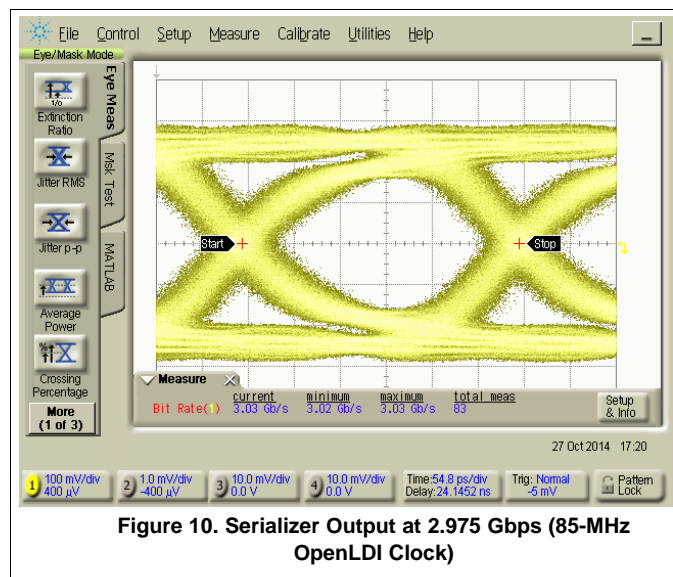 File Control Setup Measure Calibrate Utilities Help
Eye/Mask Mode
Eye Meas
Msk Test
MATLAB
1/0
Extinction
Ratio
Jitter RMS
Jitter p-p
Average
Power
%
Crossing
Percentage
More
(1 of 3)
Start
Stop
Measure
current minimum maximum total meas
Bit Rate(1) 3.03 Gb/s 3.02 Gb/s 3.03 Gb/s 83
Setup
& Info
27 Oct 2014 17:20
1 100 mV/div
400 µV
2 1.0 mV/div
-400 µV
3 10.0 mV/div
0.0 V
4 10.0 mV/div
0.0 V
Time:54.8 ps/div
Delay:24.1452 ns
Trig: Normal
-5 mV
Pattern
Lock
Figure 10. Serializer Output at 2.975 Gbps (85-MHz
OpenLDI Clock)